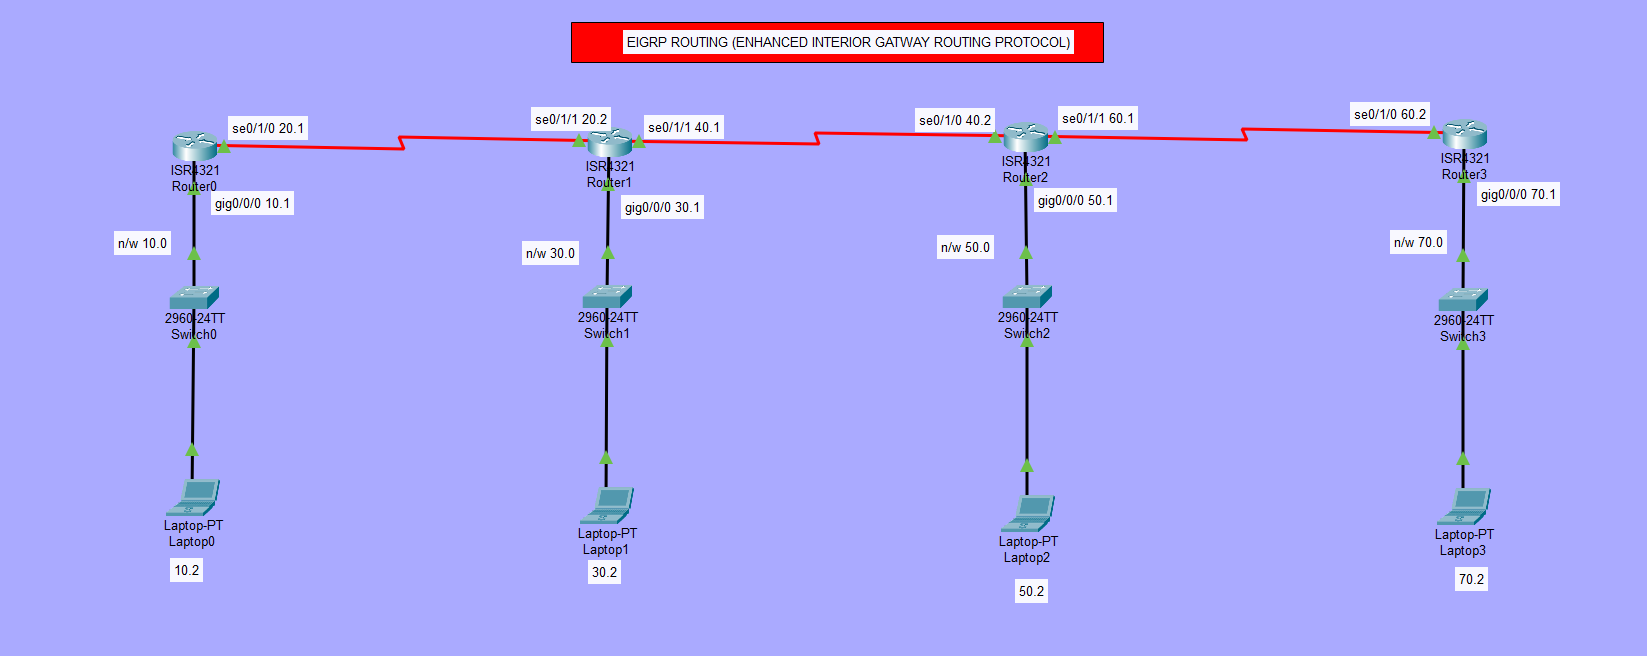 EIGRP ROUTING (ENHANCED INTERIOR GATWAY ROUTING PROTOCOL)
se0/1/0 20.1
se0/1/1 20.2
se0/1/1 40.1
se0/1/0 40.2
se0/1/1 60.1
se0/1/0 60.2
ISR4321
Router0
ISR4321
Router1
ISR4321
Router2
ISR4321
Router3
gig0/0/0 10.1
gig0/0/0 30.1
gig0/0/0 50.1
gig0/0/0 70.1
n/w 10.0
n/w 30.0
n/w 50.0
n/w 70.0
2960-24TT
Switch0
2960-24TT
Switch1
2960-24TT
Switch2
2960-24TT
Switch3
Laptop-PT
Laptop0
Laptop-PT
Laptop1
Laptop-PT
Laptop2
Laptop-PT
Laptop3
10.2
30.2
50.2
70.2